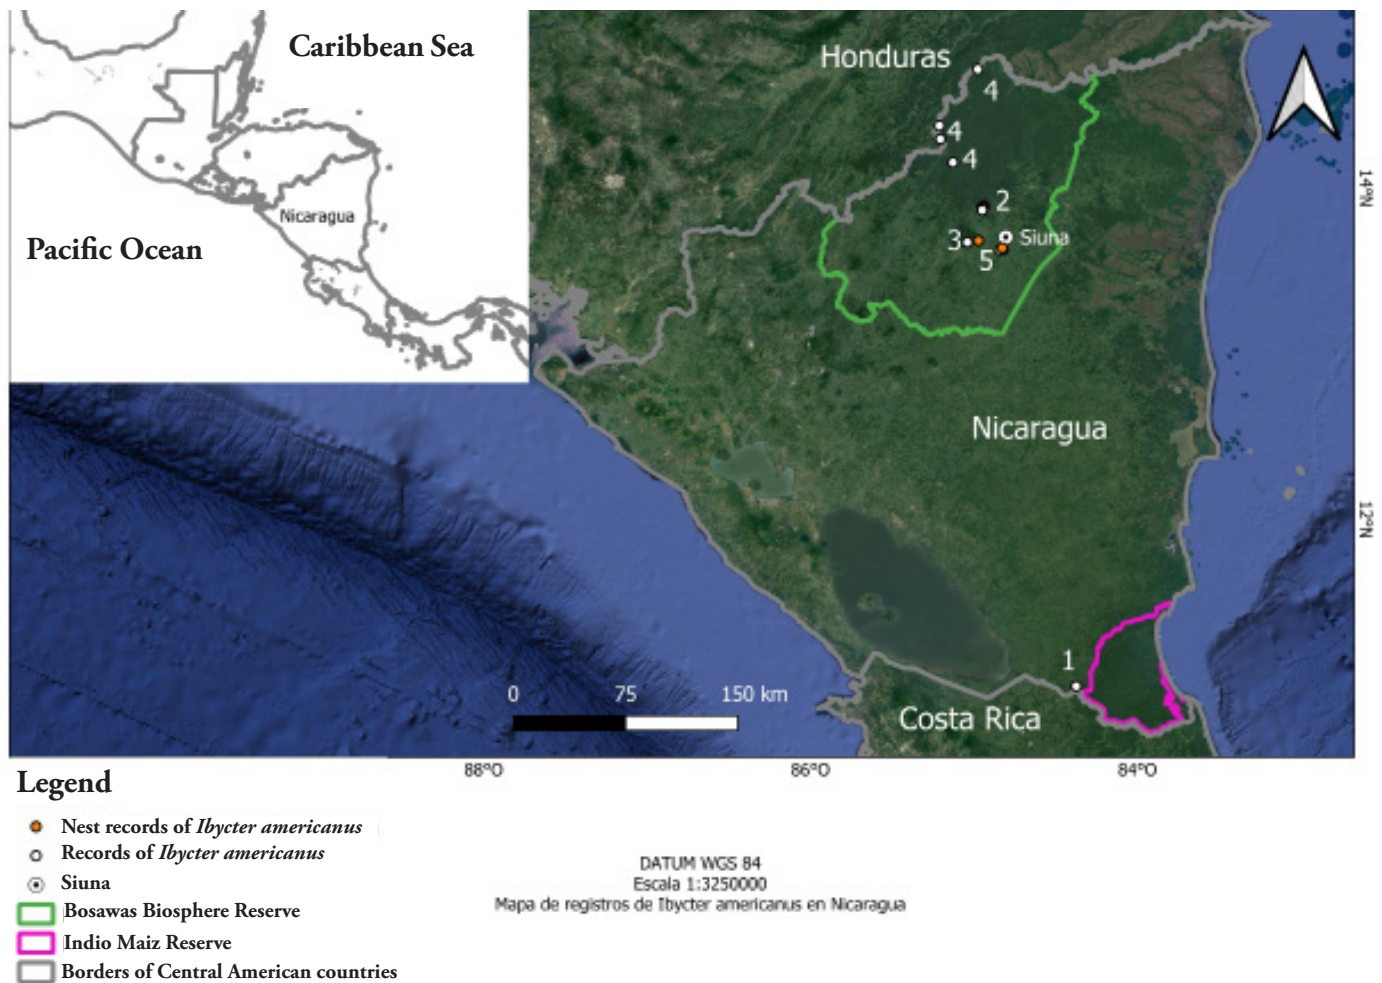 Caribbean Sea
Nicaragua
Pacific Ocean
Honduras
4
4
4
2
3
Siuna
5
Nicaragua
1
Costa Rica
0 75 150 km
14°N
12°N
88°O 86°O 84°O
Legend
Nest records of Ibycter americanus
Records of Ibycter americanus
Siuna
Bosawas Biosphere Reserve
Indio Maiz Reserve
Borders of Central American countries
DATUM WGS 84
Escala 1:3250000
Mapa de registros de Ibycter americanus en Nicaragua